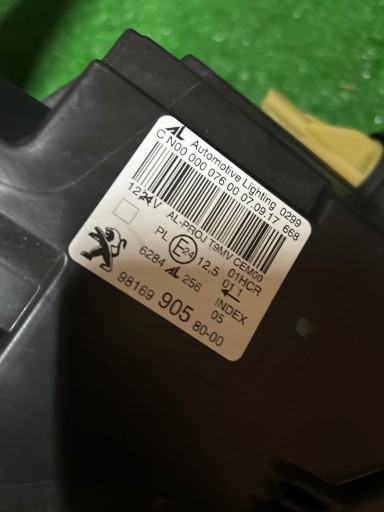 AL Automotive Lighting 0299
C N00 000 076 00 07.09.17 668
12V AL-PROJ T9MV CEM00
PL E24 12,5 01HCR
011
6284 AL 256 INDEX
05
98169 905 80-00